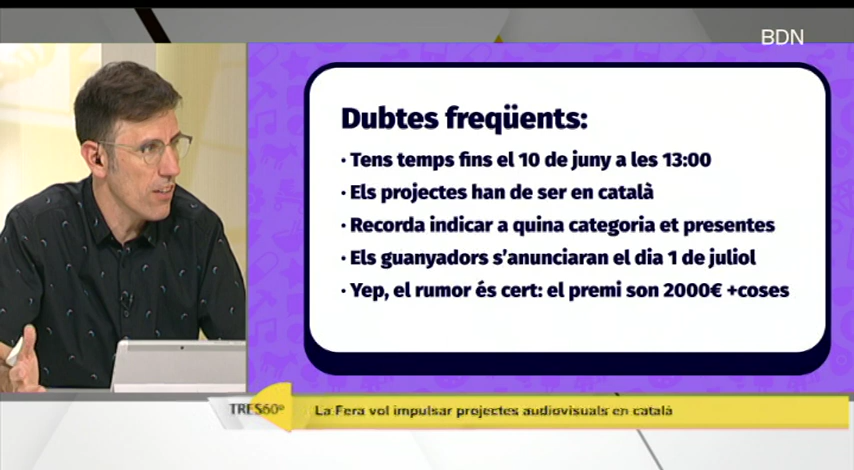 BDN
Dubtes freqüents:
· Tens temps fins el 10 de juny a les 13:00
· Els projectes han de ser en català
· Recorda indicar a quina categoria et presentes
· Els guanyadors s'anunciaran el dia 1 de juliol
· Yep, el rumor és cert: el premi son 2000€ +coses
TRES60º La Fera vol impulsar projectes audiovisuals en català